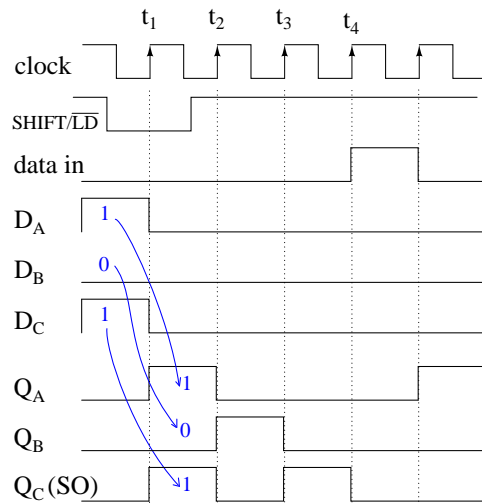 t1 t2 t3 t4
clock
SHIFT/L̅D̅
data in
DA 1
DB 0
DC 1
QA 1
QB 0
QC (SO) 1